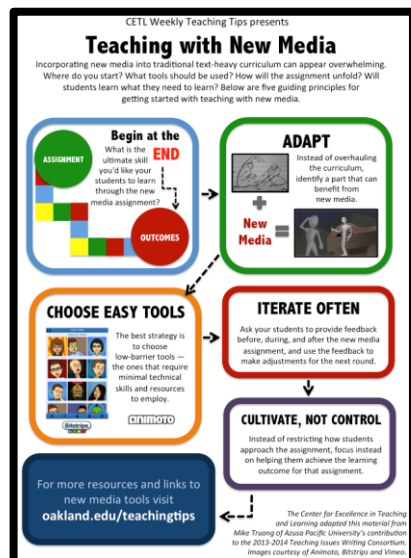 CETL Weekly Teaching Tips presents
Teaching with New Media
Incorporating new media into traditional text-heavy curriculum can appear overwhelming.
Where do you start? What tools should be used? How will the assignment unfold? Will
students learn what they need to learn? Below are five guiding principles for
getting started with teaching with new media.
ASSIGNMENT
Begin at the
END
What is the
ultimate skill
you'd like your
students to learn
through the new
media assignment?
OUTCOMES
ADAPT
Instead of overhauling
the curriculum,
identify a part that can
benefit from
new media.
+
New
Media
=
CHOOSE EASY TOOLS
The best strategy is
to choose
low-barrier tools —
the ones that require
minimal technical
skills and resources
to employ.
Bitstrips
animoto
ITERATE OFTEN
Ask your students to provide feedback
before, during, and after the new media
assignment, and use the feedback to
make adjustments for the next round.
CULTIVATE, NOT CONTROL
Instead of restricting how students
approach the assignment, focus instead
on helping them achieve the learning
outcome for that assignment.
For more resources and links to
new media tools visit
oakland.edu/teachingtips
The Center for Excellence in Teaching
and Learning adapted this material from
Mike Truong of Azusa Pacific University's contribution
to the 2013-2014 Teaching Issues Writing Consortium.
Images courtesy of Animoto, Bitstrips and Vimeo.